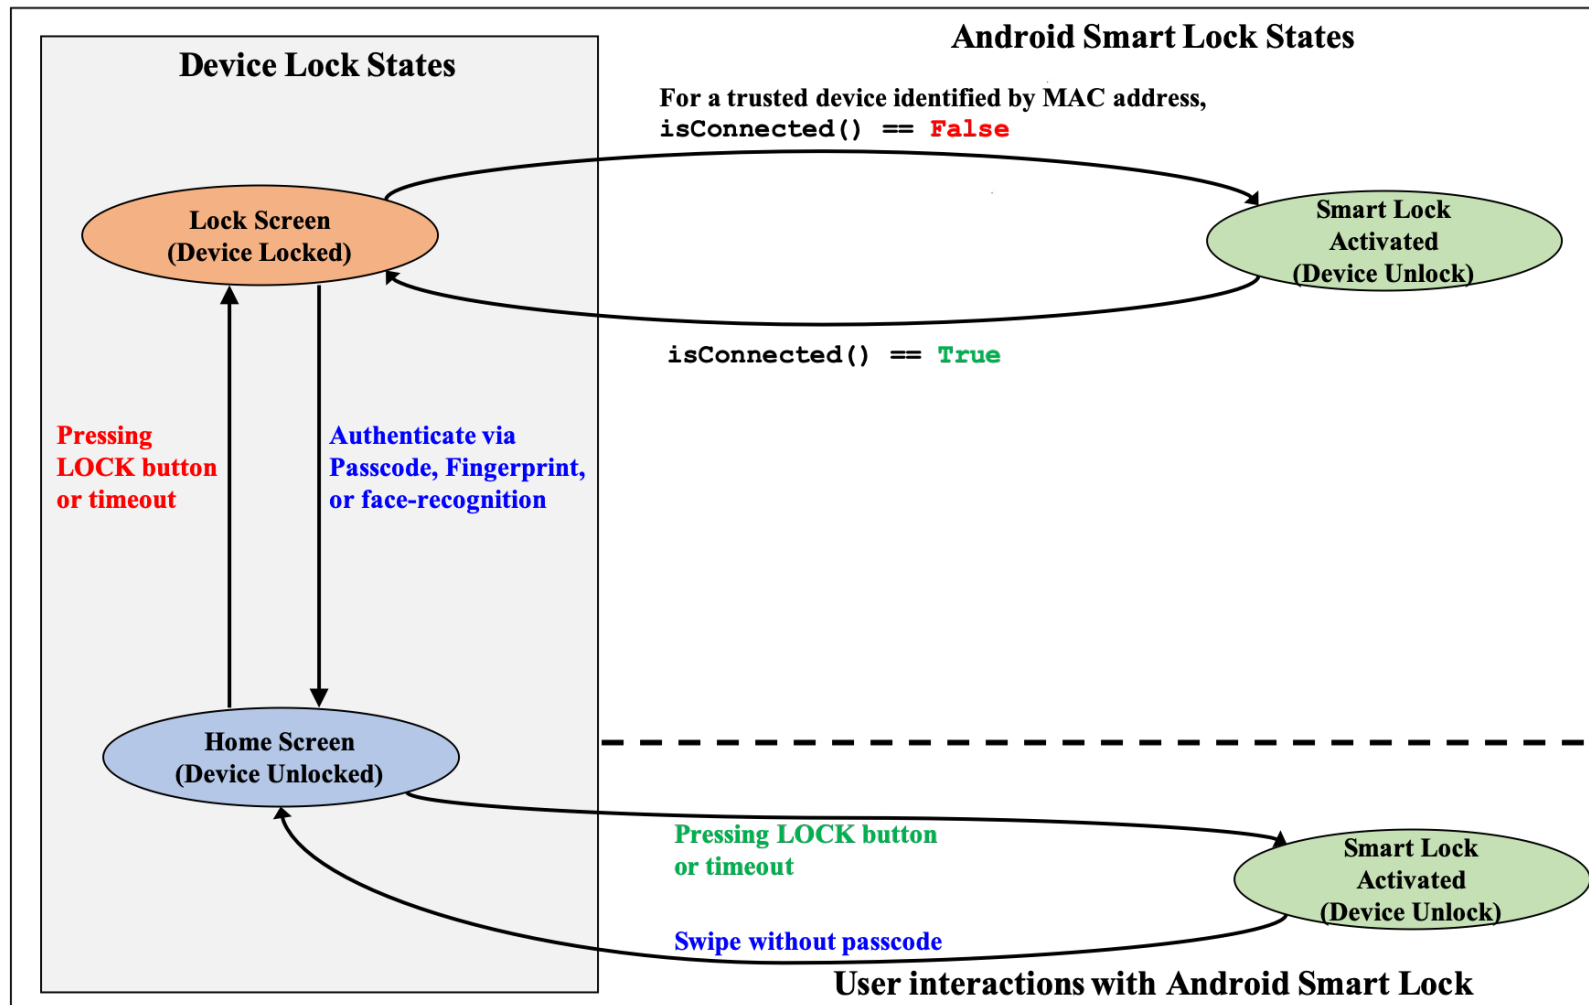 Android Smart Lock States
Device Lock States
For a trusted device identified by MAC address,
isConnected() == False
Lock Screen
(Device Locked)
Smart Lock
Activated
(Device Unlock)
isConnected() == True
Pressing
LOCK button
or timeout
Authenticate via
Passcode, Fingerprint,
or face-recognition
Home Screen
(Device Unlocked)
Pressing LOCK button
or timeout
Smart Lock
Activated
(Device Unlock)
Swipe without passcode
User interactions with Android Smart Lock